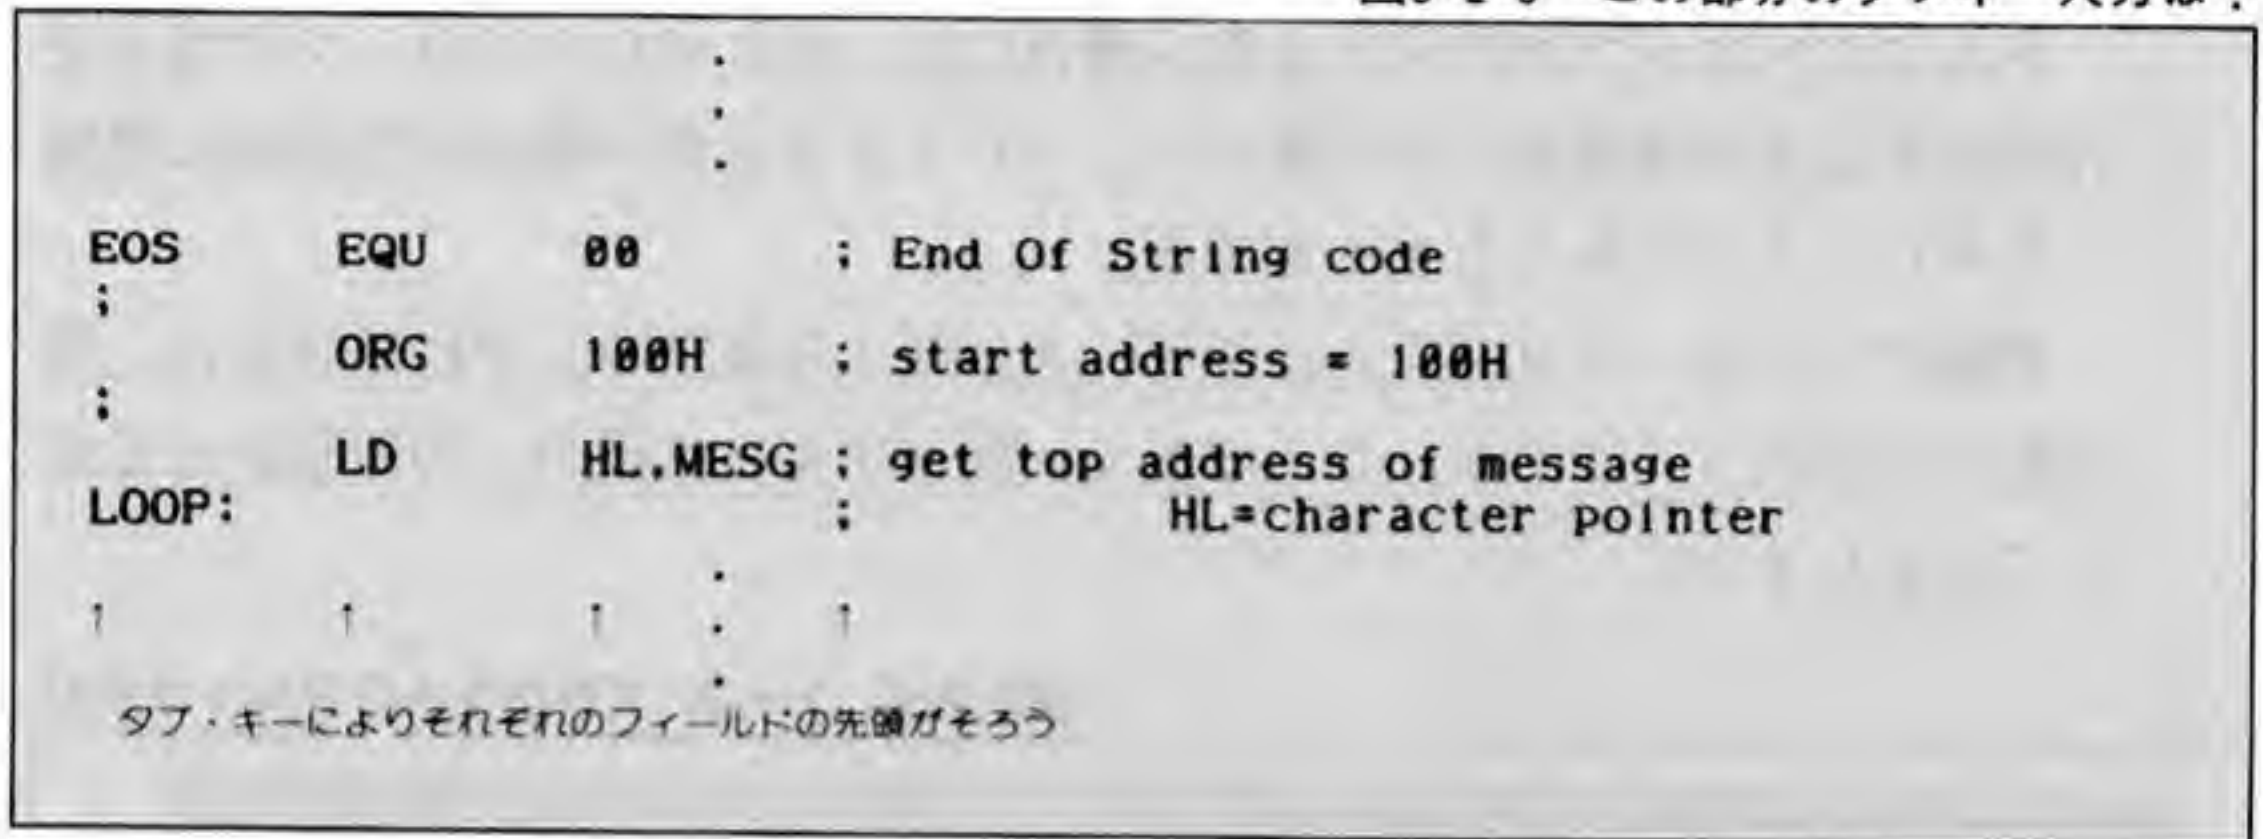 .
.
.
EOS EQU 00 ; End Of String code
;
ORG 100H ; start address = 100H
;
LD HL,MESG ; get top address of message
LOOP: ; HL=character pointer
.
↑ ↑ ↑ . ↑
.
タブ・キーによりそれぞれのフィールドの先頭がそろう